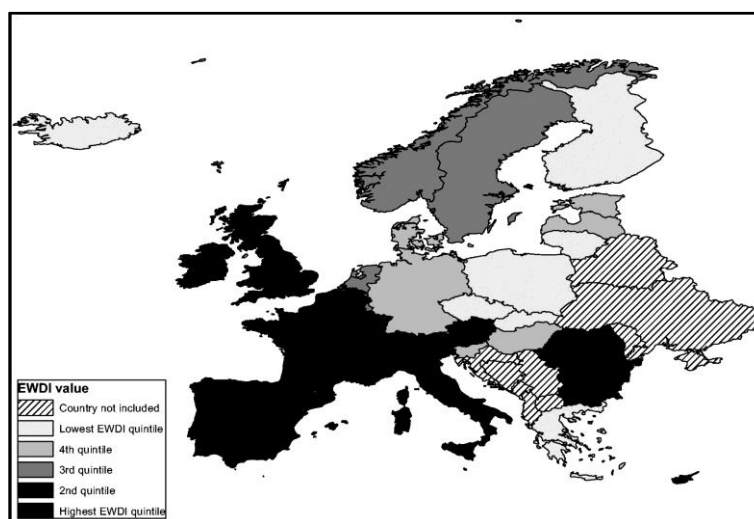 EWDI value
Country not included
Lowest EWDI quintile
4th quintile
3rd quintile
2nd quintile
Highest EWDI quintile